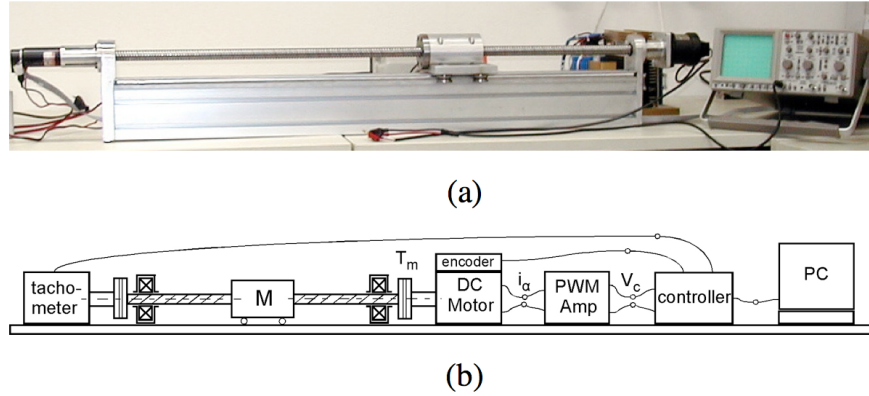 (a)
T_m
encoder
tacho-
meter
M
DC
Motor
i_α
PWM
Amp
V_c
controller
PC
(b)